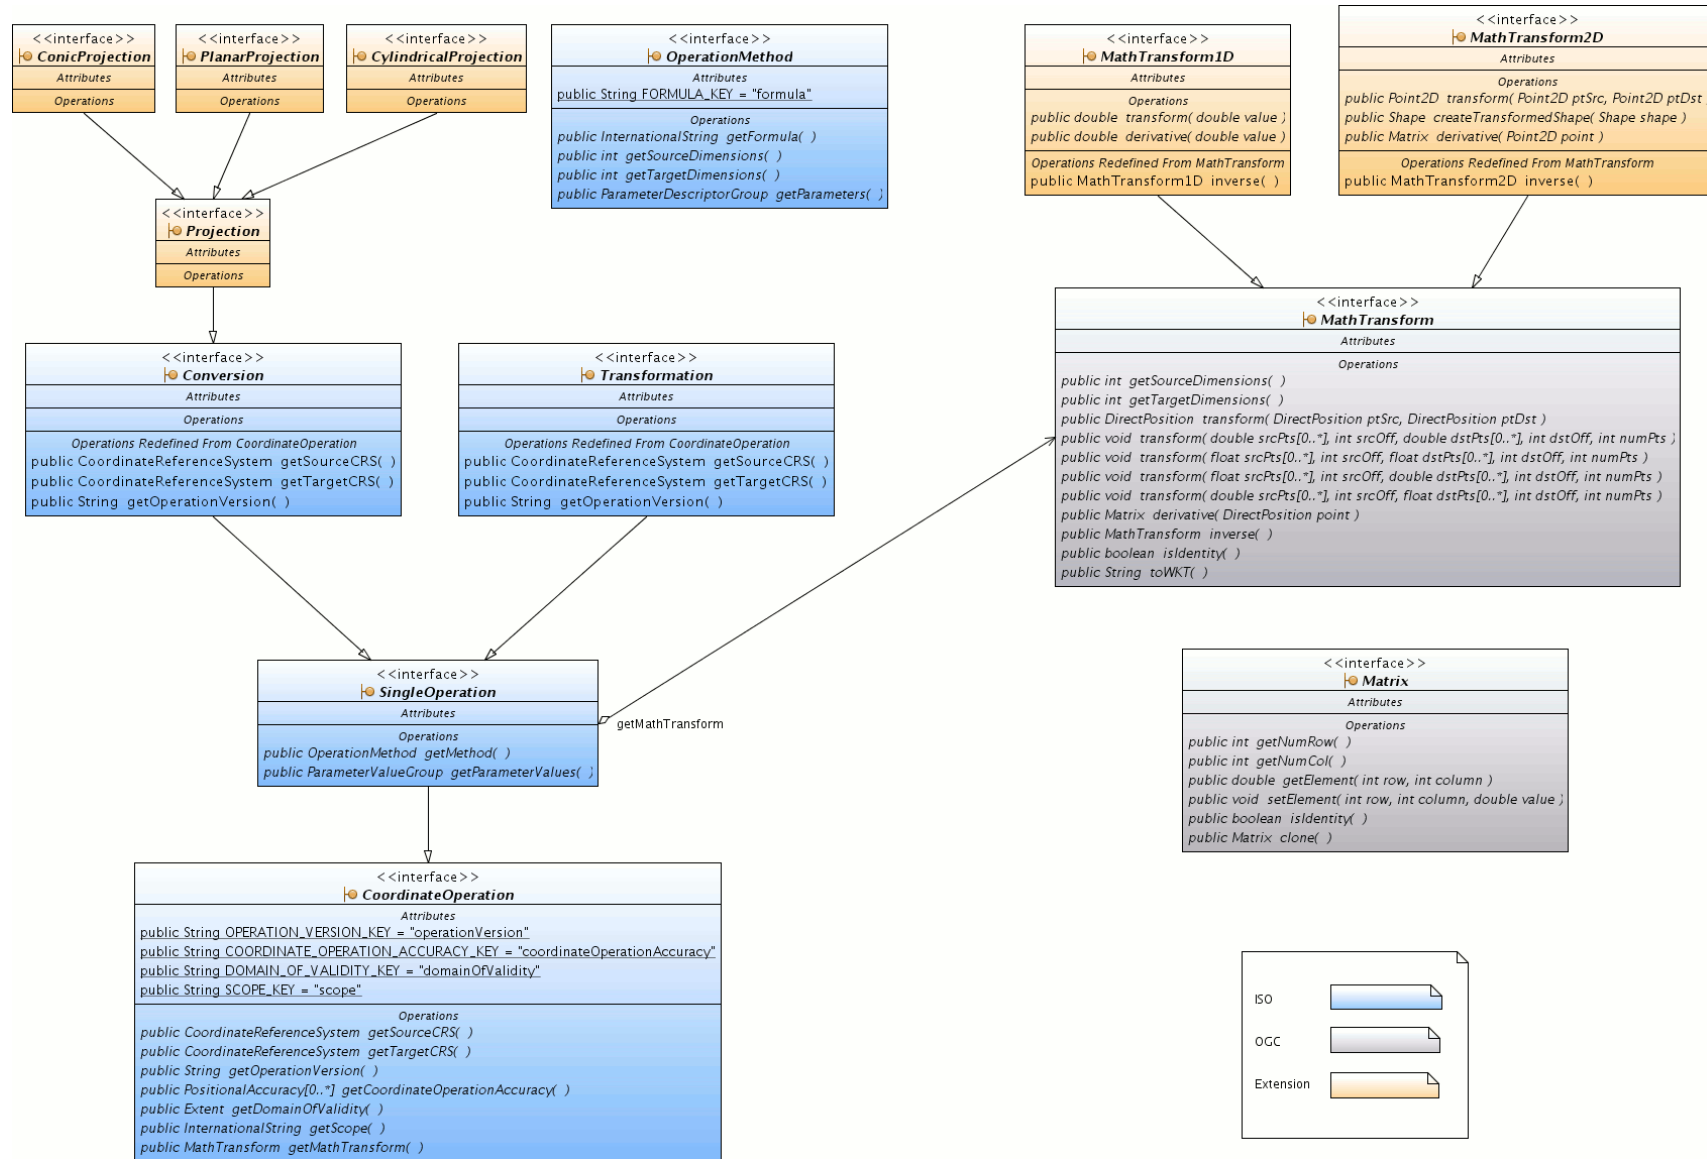 <<interface>>
ConicProjection
Attributes
Operations
<<interface>>
PlanarProjection
Attributes
Operations
<<interface>>
CylindricalProjection
Attributes
Operations
<<interface>>
OperationMethod
Attributes
public String FORMULA_KEY = "formula"
Operations
public InternationalString getFormula( )
public int getSourceDimensions( )
public int getTargetDimensions( )
public ParameterDescriptorGroup getParameters( )
<<interface>>
MathTransform1D
Attributes
Operations
public double transform( double value )
public double derivative( double value )
Operations Redefined From MathTransform
public MathTransform1D inverse( )
<<interface>>
MathTransform2D
Attributes
Operations
public Point2D transform( Point2D ptSrc, Point2D ptDst
public Shape createTransformedShape( Shape shape )
public Matrix derivative( Point2D point )
Operations Redefined From MathTransform
public MathTransform2D inverse( )
<<interface>>
Projection
Attributes
Operations
<<interface>>
Conversion
Attributes
Operations
Operations Redefined From CoordinateOperation
public CoordinateReferenceSystem getSourceCRS( )
public CoordinateReferenceSystem getTargetCRS( )
public String getOperationVersion( )
<<interface>>
Transformation
Attributes
Operations
Operations Redefined From CoordinateOperation
public CoordinateReferenceSystem getSourceCRS( )
public CoordinateReferenceSystem getTargetCRS( )
public String getOperationVersion( )
<<interface>>
MathTransform
Attributes
Operations
public int getSourceDimensions( )
public int getTargetDimensions( )
public DirectPosition transform( DirectPosition ptSrc, DirectPosition ptDst )
public void transform( double srcPts[0..*], int srcOff, double dstPts[0..*], int dstOff, int numPts )
public void transform( float srcPts[0..*], int srcOff, float dstPts[0..*], int dstOff, int numPts )
public void transform( float srcPts[0..*], int srcOff, double dstPts[0..*], int dstOff, int numPts )
public void transform( double srcPts[0..*], int srcOff, float dstPts[0..*], int dstOff, int numPts )
public Matrix derivative( DirectPosition point )
public MathTransform inverse( )
public boolean isIdentity( )
public String toWKT( )
<<interface>>
SingleOperation
Attributes
Operations
public OperationMethod getMethod( )
public ParameterValueGroup getParameterValues( )
getMathTransform
<<interface>>
Matrix
Attributes
Operations
public int getNumRow( )
public int getNumCol( )
public double getElement( int row, int column )
public void setElement( int row, int column, double value )
public boolean isIdentity( )
public Matrix clone( )
<<interface>>
CoordinateOperation
Attributes
public String OPERATION_VERSION_KEY = "operationVersion"
public String COORDINATE_OPERATION_ACCURACY_KEY = "coordinateOperationAccuracy"
public String DOMAIN_OF_VALIDITY_KEY = "domainOfValidity"
public String SCOPE_KEY = "scope"
Operations
public CoordinateReferenceSystem getSourceCRS( )
public CoordinateReferenceSystem getTargetCRS( )
public String getOperationVersion( )
public PositionalAccuracy[0..*] getCoordinateOperationAccuracy( )
public Extent getDomainOfValidity( )
public InternationalString getScope( )
public MathTransform getMathTransform( )
ISO
OGC
Extension